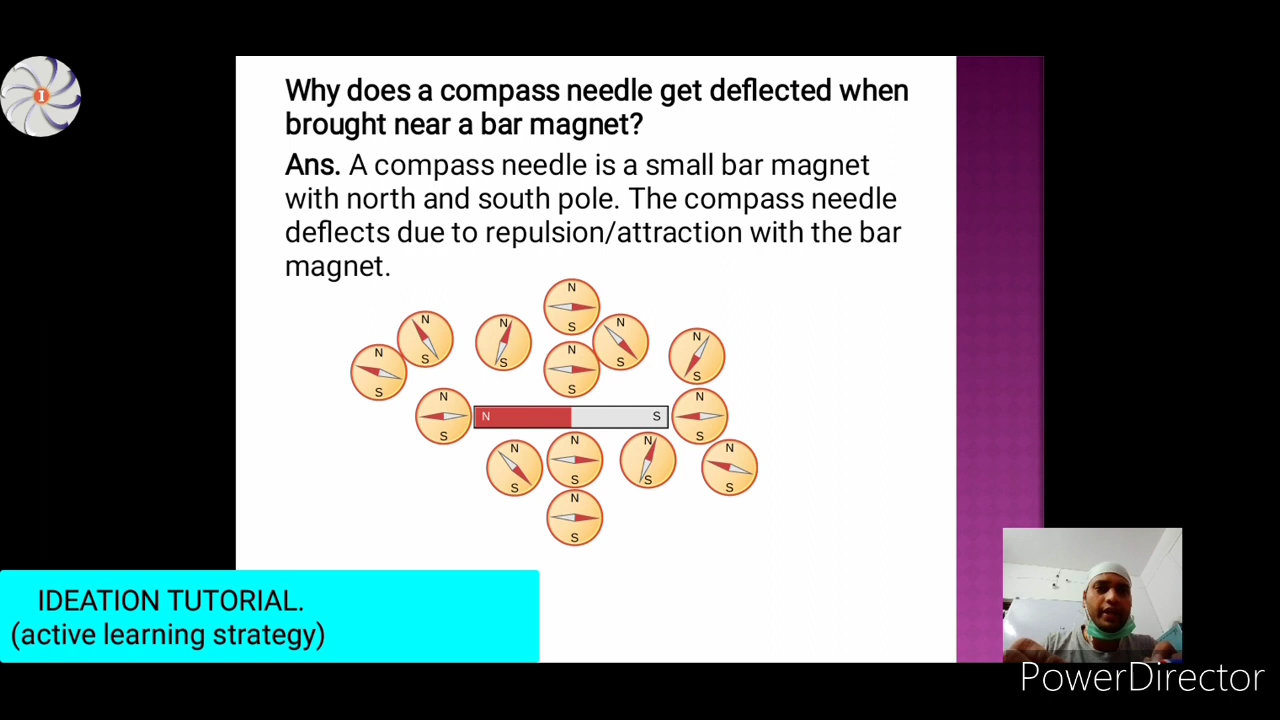 I
Why does a compass needle get deflected when
brought near a bar magnet?
Ans. A compass needle is a small bar magnet
with north and south pole. The compass needle
deflects due to repulsion/attraction with the bar
magnet.
N
S
N
S
N
S
N
S
N
S
N
S
N
S
N
S
N S
N
S
N
S
N
S
N
S
N
S
N
S
IDEATION TUTORIAL.
(active learning strategy)
PowerDirector